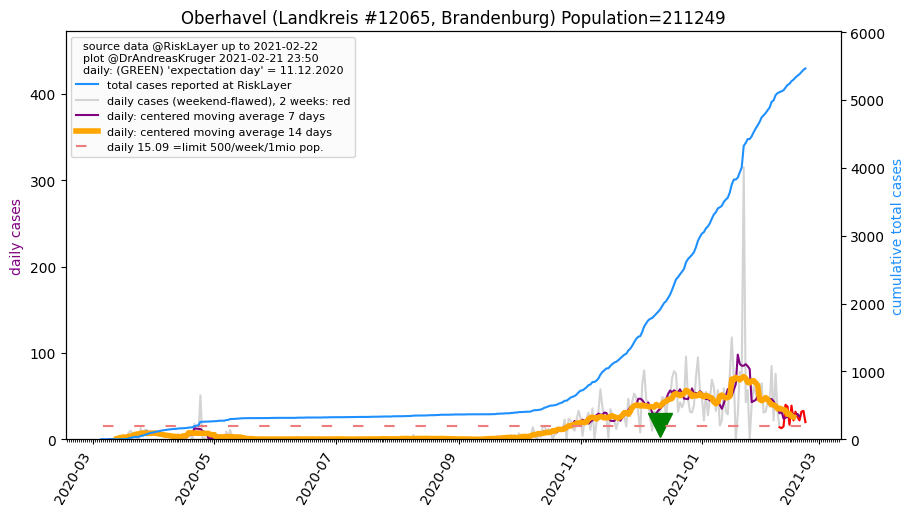 Oberhavel (Landkreis #12065, Brandenburg) Population=211249
source data @RiskLayer up to 2021-02-22
plot @DrAndreasKruger 2021-02-21 23:50
daily: (GREEN) 'expectation day' = 11.12.2020
total cases reported at RiskLayer
daily cases (weekend-flawed), 2 weeks: red
daily: centered moving average 7 days
daily: centered moving average 14 days
daily 15.09 =limit 500/week/1mio pop.
daily cases
400
300
200
100
0
cumulative total cases
6000
5000
4000
3000
2000
1000
0
2020-03
2020-05
2020-07
2020-09
2020-11
2021-01
2021-03